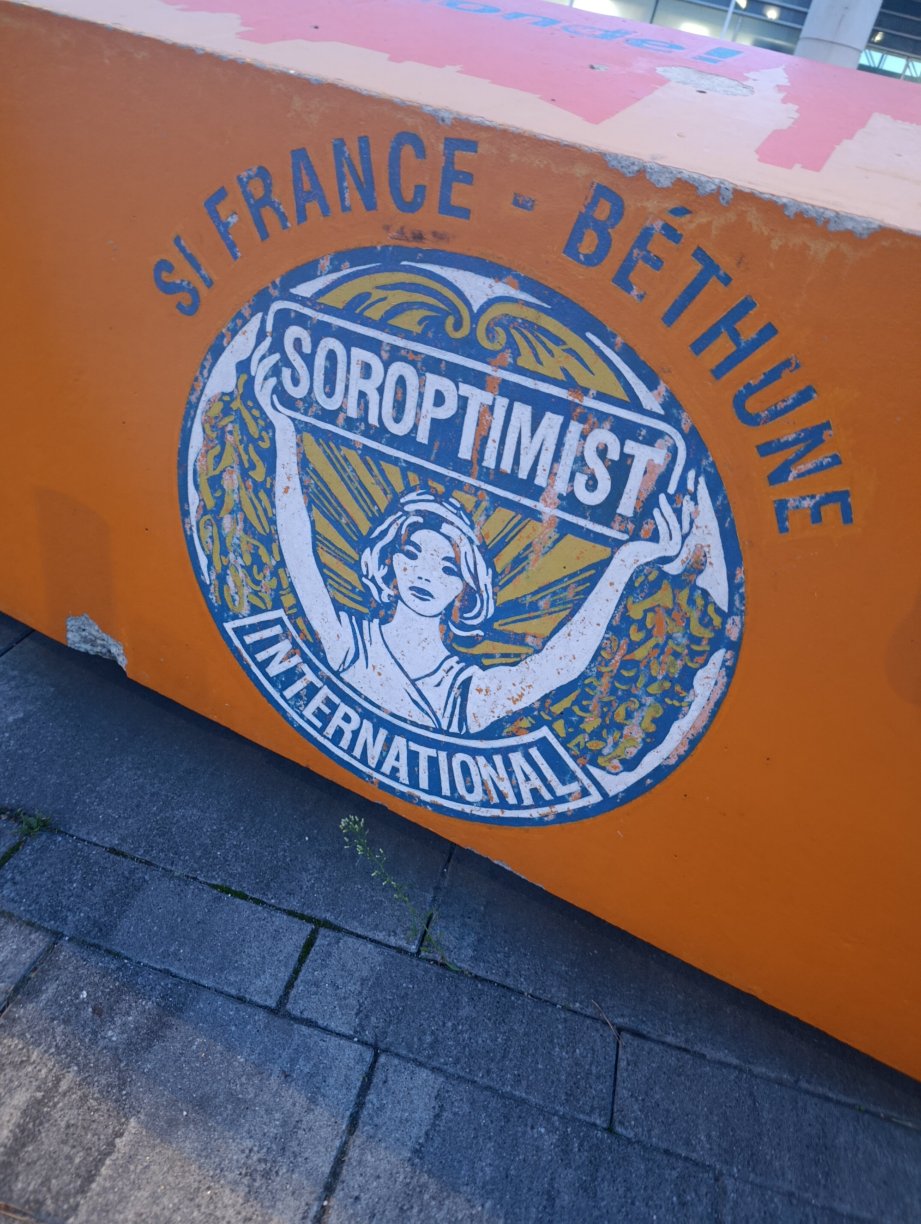 SI FRANCE - BÉTHUNE
SOROPTIMIST
INTERNATIONAL